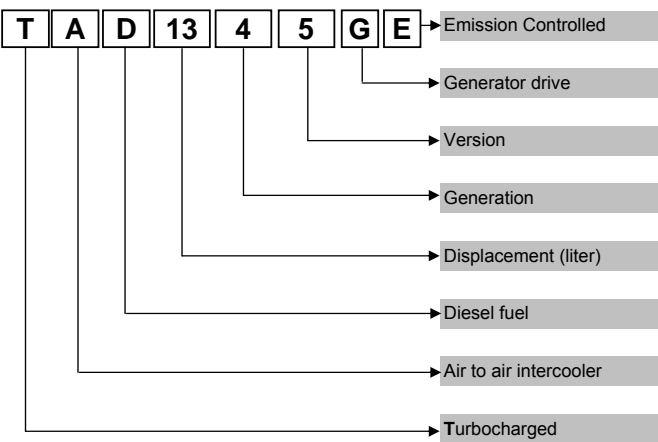 T A D 13 4 5 G E Emission Controlled
Generator drive
Version
Generation
Displacement (liter)
Diesel fuel
Air to air intercooler
Turbocharged